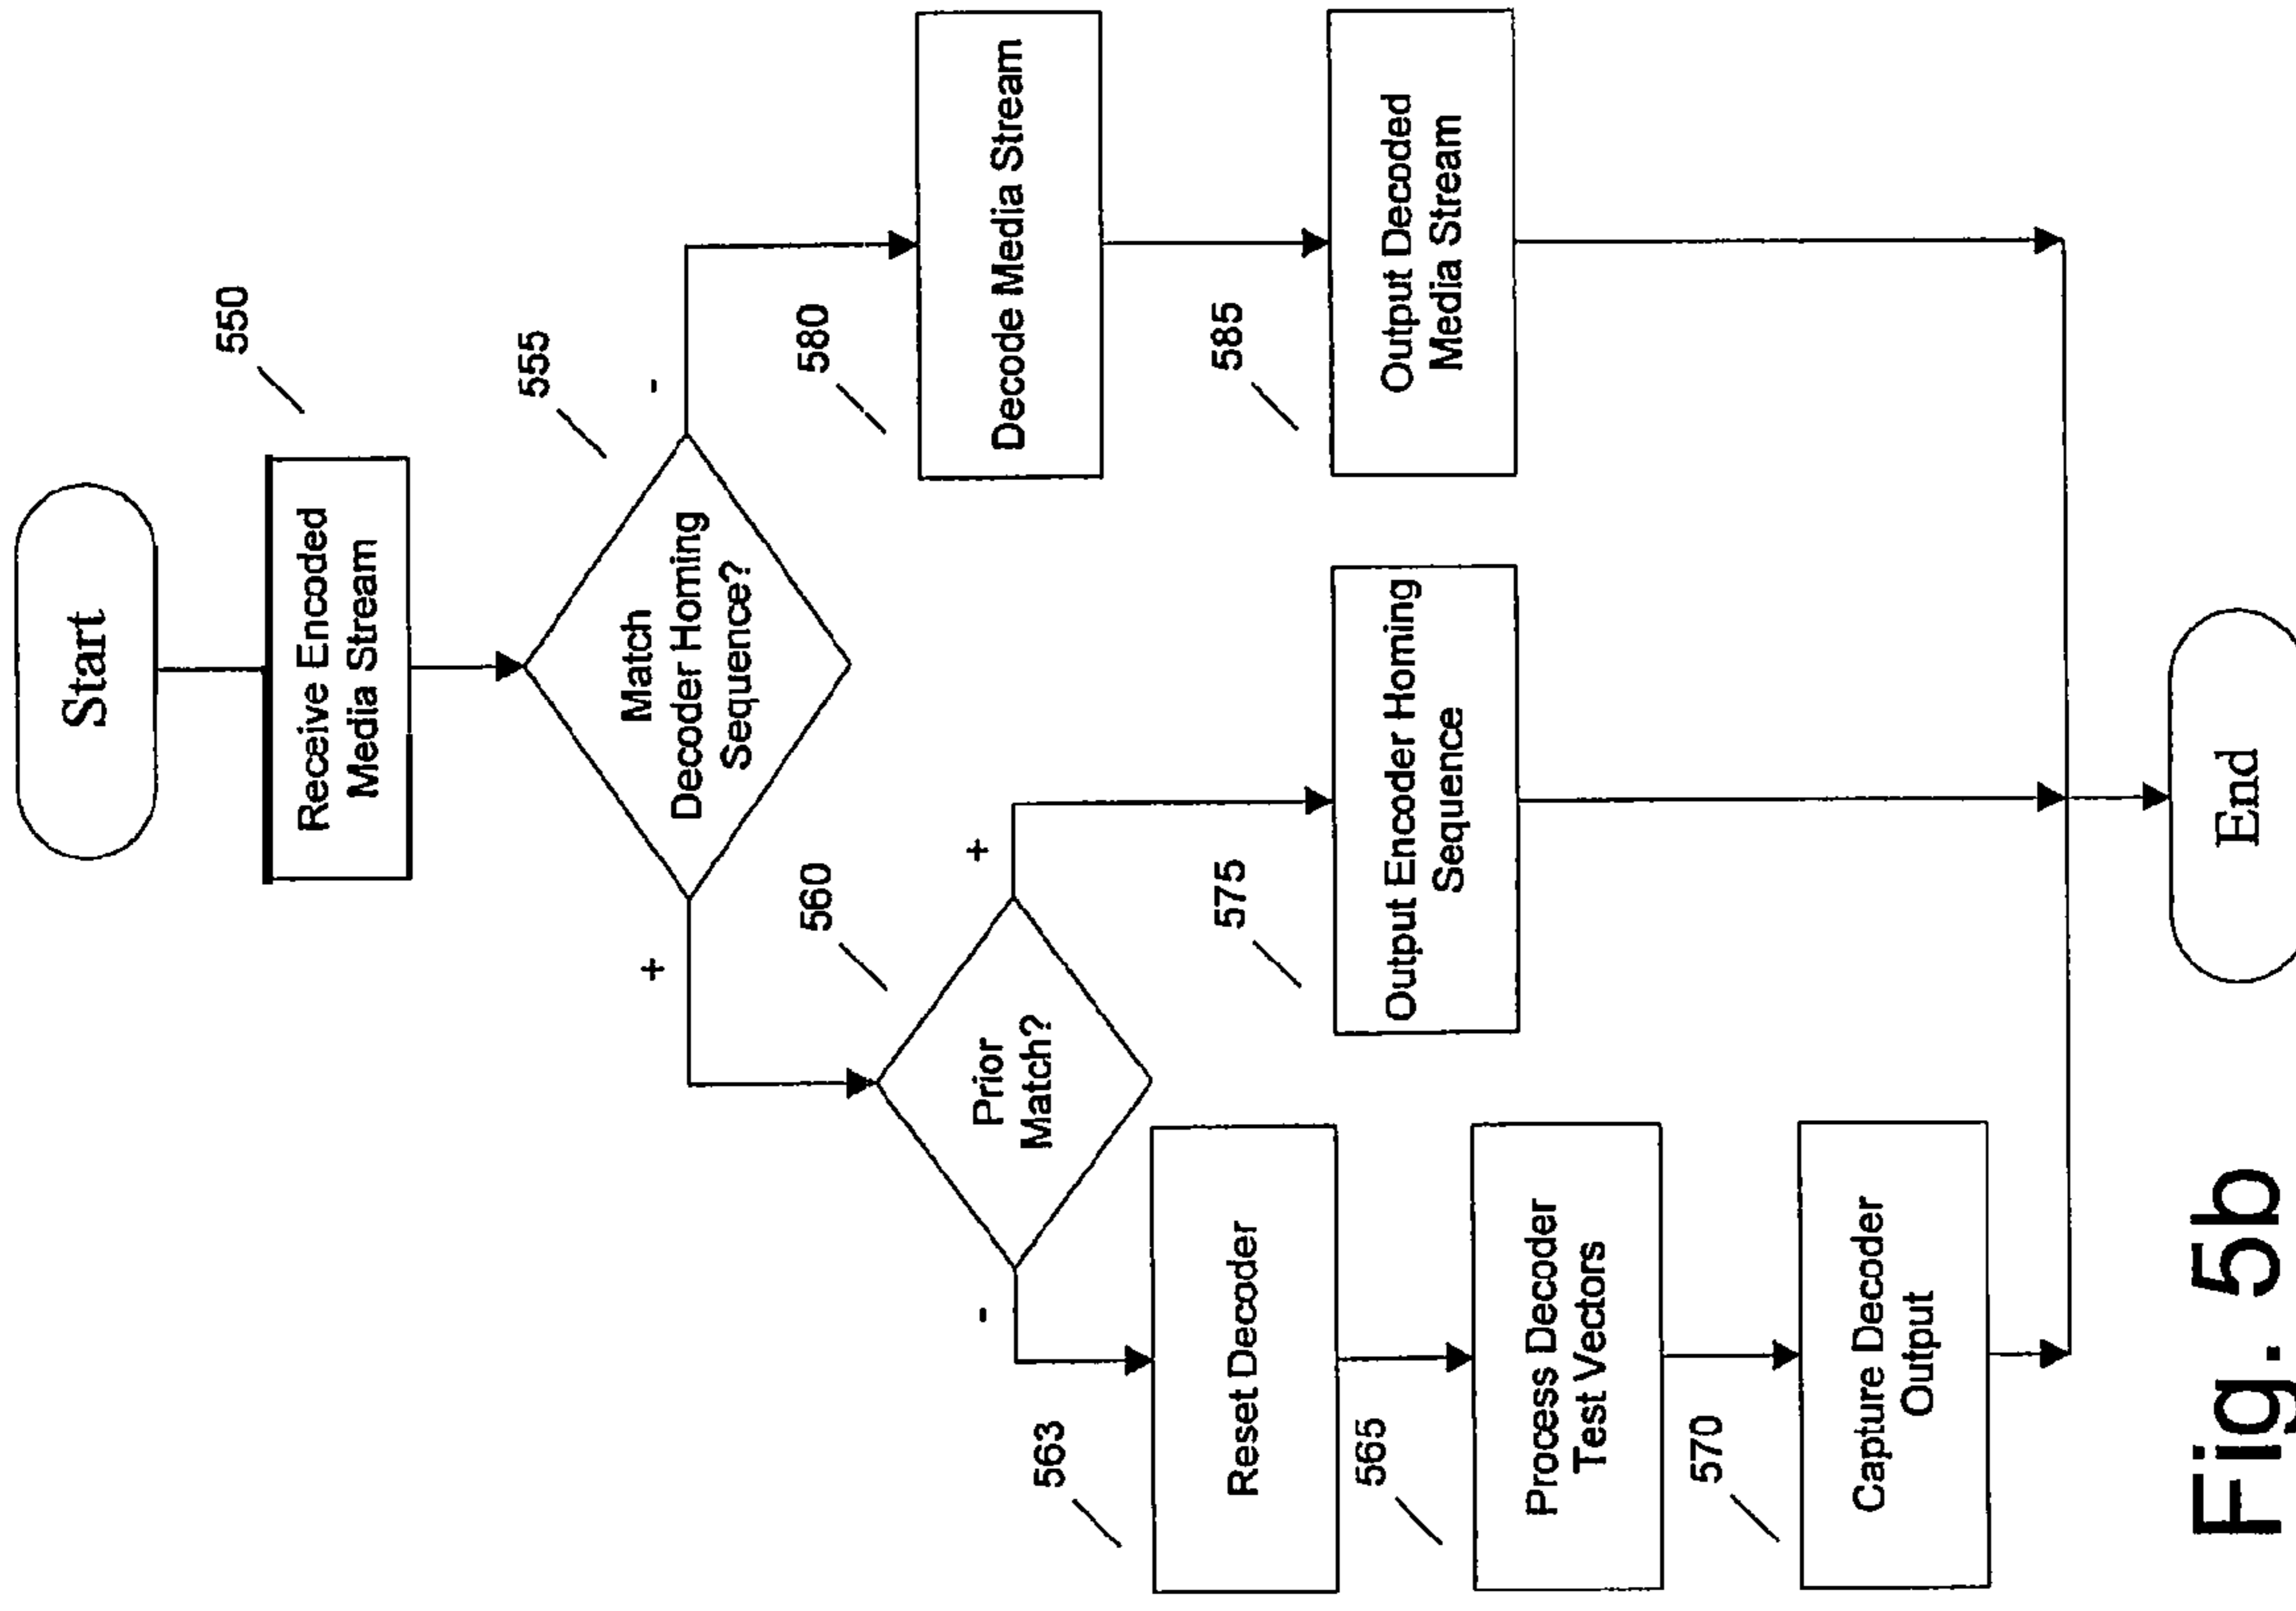 Start
550
Receive Encoded
Media Stream
555
Match
Decoder Homing
Sequence?
+
-
560
Prior
Match?
-
+
580
Decode Media Stream
563
Reset Decoder
575
Output Encoder Homing
Sequence
585
Output Decoded
Media Stream
565
Process Decoder
Test Vectors
570
Capture Decoder
Output
End
Fig. 5b